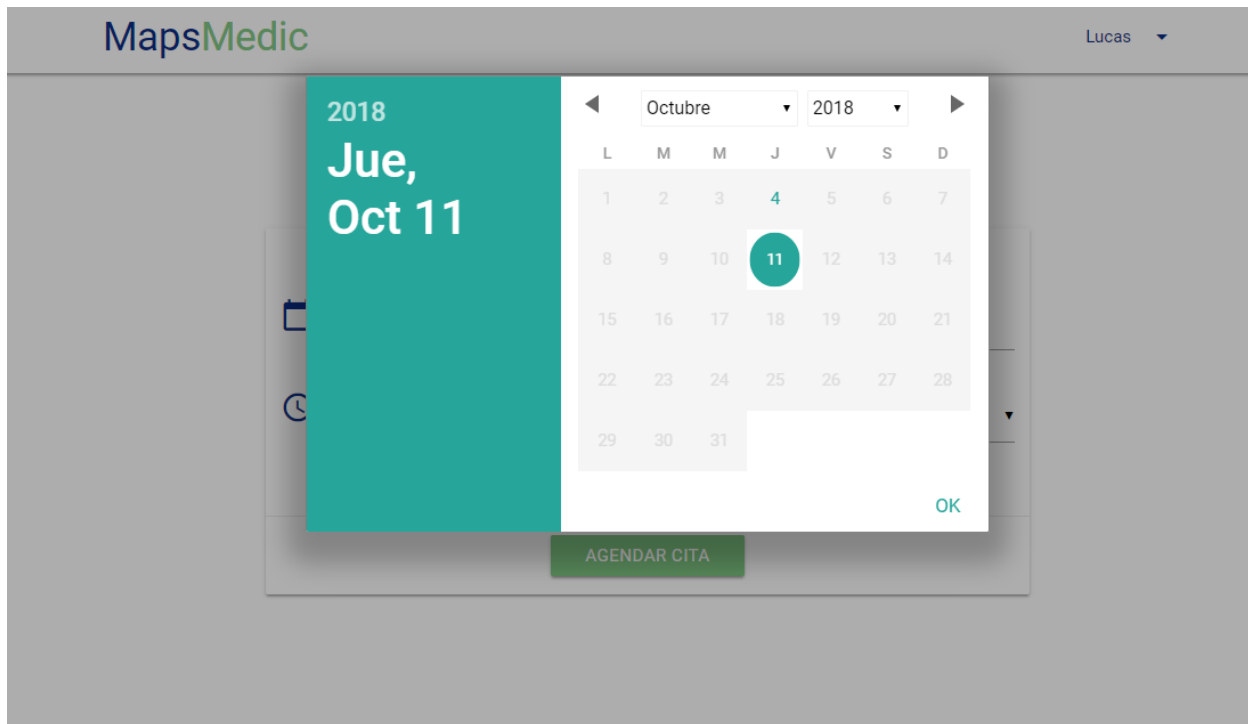 MapsMedic
Lucas
2018
Jue,
Oct 11
Octubre 2018
L M M J V S D
1 2 3 4 5 6 7
8 9 10 11 12 13 14
15 16 17 18 19 20 21
22 23 24 25 26 27 28
29 30 31
OK
AGENDAR CITA